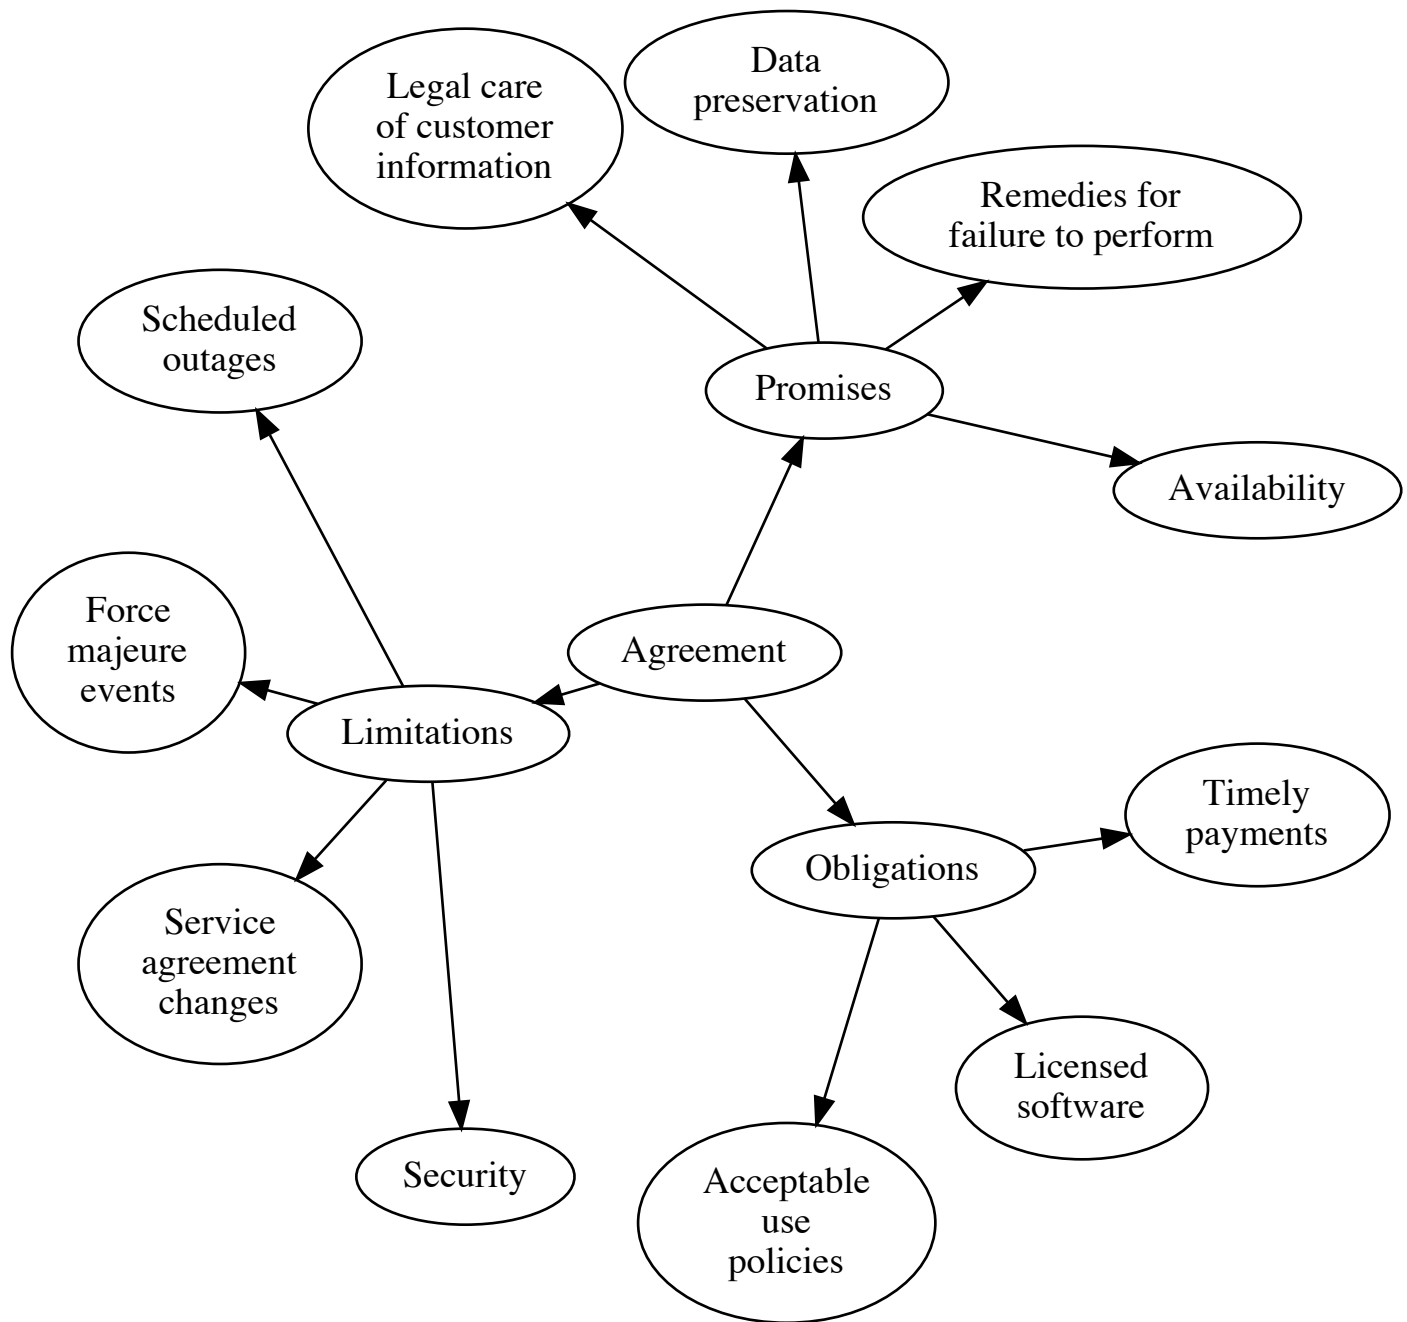 Data
preservation
Legal care
of customer
information
Remedies for
failure to perform
Scheduled
outages
Promises
Availability
Force
majeure
events
Agreement
Limitations
Timely
payments
Obligations
Service
agreement
changes
Licensed
software
Security
Acceptable
use
policies